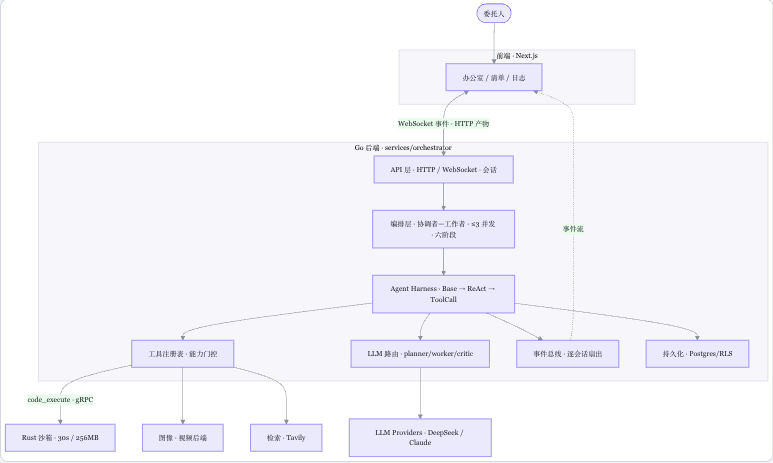 委托人
前端 · Next.js
办公室 / 清单 / 日志
WebSocket 事件 · HTTP 产物
Go 后端 · services/orchestrator
API 层 · HTTP / WebSocket · 会话
编排层 · 协调者—工作者 · ≤3 并发
· 六阶段
事件流
Agent Harness · Base → ReAct →
ToolCall
工具注册表 · 能力门控
LLM 路由 · planner/worker/critic
事件总线 · 逐会话扇出
持久化 · Postgres/RLS
code_execute · gRPC
Rust 沙箱 · 30s / 256MB
图像 · 视频后端
检索 · Tavily
LLM Providers · DeepSeek /
Claude